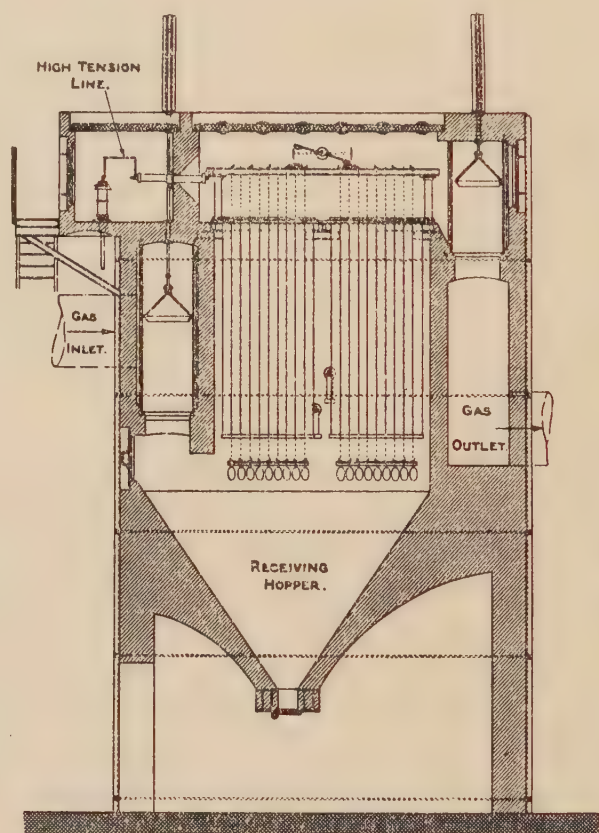 HIGH TENSION
LINE.
GAS
INLET.
GAS
OUTLET.
RECEIVING
HOPPER.